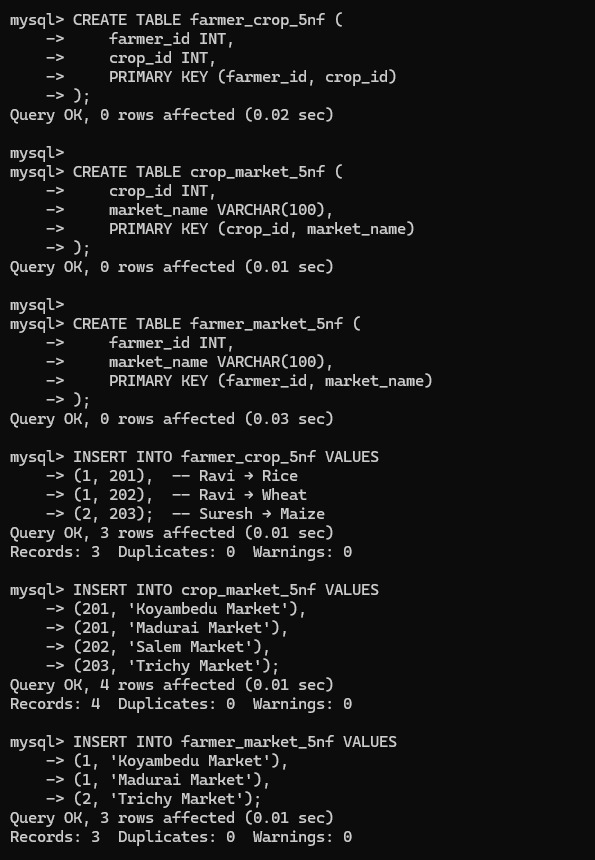 mysql> CREATE TABLE farmer_crop_5nf (
    ->     farmer_id INT,
    ->     crop_id INT,
    ->     PRIMARY KEY (farmer_id, crop_id)
    -> );
Query OK, 0 rows affected (0.02 sec)

mysql>
mysql> CREATE TABLE crop_market_5nf (
    ->     crop_id INT,
    ->     market_name VARCHAR(100),
    ->     PRIMARY KEY (crop_id, market_name)
    -> );
Query OK, 0 rows affected (0.01 sec)

mysql>
mysql> CREATE TABLE farmer_market_5nf (
    ->     farmer_id INT,
    ->     market_name VARCHAR(100),
    ->     PRIMARY KEY (farmer_id, market_name)
    -> );
Query OK, 0 rows affected (0.03 sec)

mysql> INSERT INTO farmer_crop_5nf VALUES
    -> (1, 201),  -- Ravi → Rice
    -> (1, 202),  -- Ravi → Wheat
    -> (2, 203);  -- Suresh → Maize
Query OK, 3 rows affected (0.01 sec)
Records: 3  Duplicates: 0  Warnings: 0

mysql> INSERT INTO crop_market_5nf VALUES
    -> (201, 'Koyambedu Market'),
    -> (201, 'Madurai Market'),
    -> (202, 'Salem Market'),
    -> (203, 'Trichy Market');
Query OK, 4 rows affected (0.01 sec)
Records: 4  Duplicates: 0  Warnings: 0

mysql> INSERT INTO farmer_market_5nf VALUES
    -> (1, 'Koyambedu Market'),
    -> (1, 'Madurai Market'),
    -> (2, 'Trichy Market');
Query OK, 3 rows affected (0.01 sec)
Records: 3  Duplicates: 0  Warnings: 0